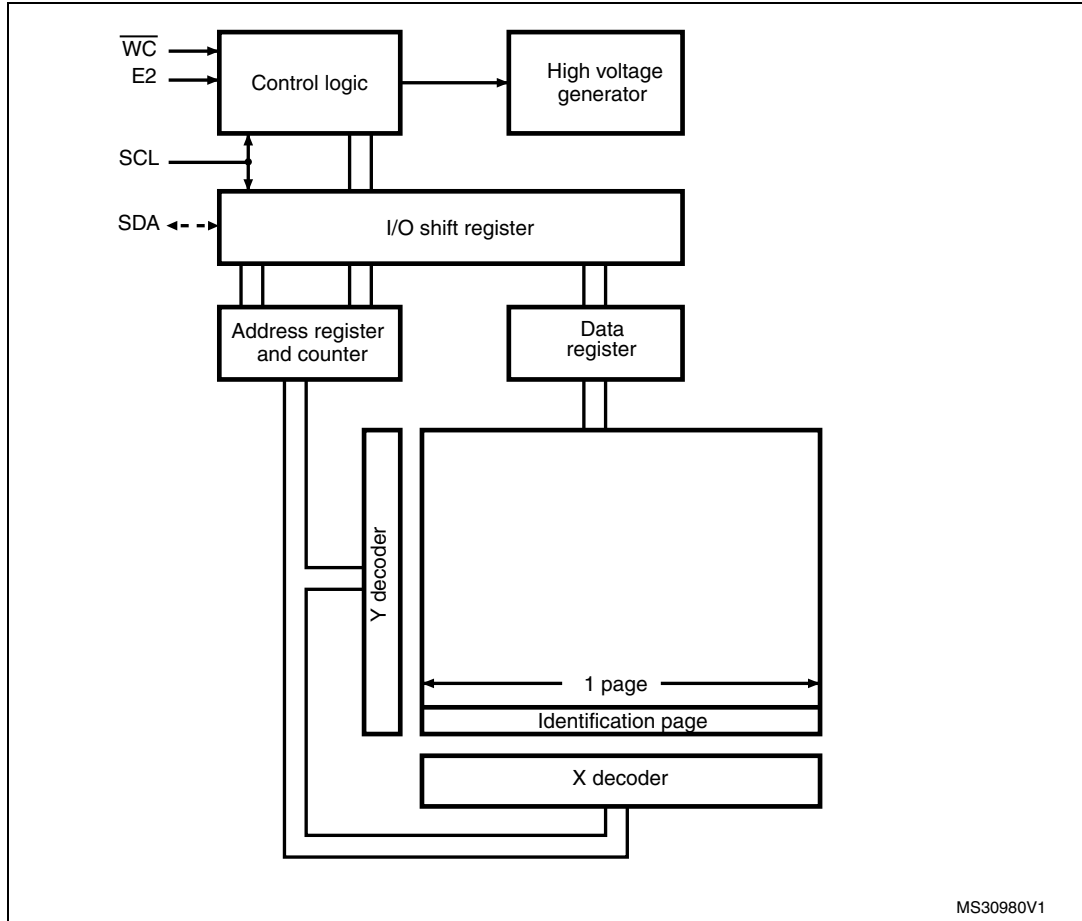 W̅C̅
E2
Control logic
High voltage
generator
SCL
SDA
I/O shift register
Address register
and counter
Data
register
Y decoder
1 page
Identification page
X decoder
MS30980V1